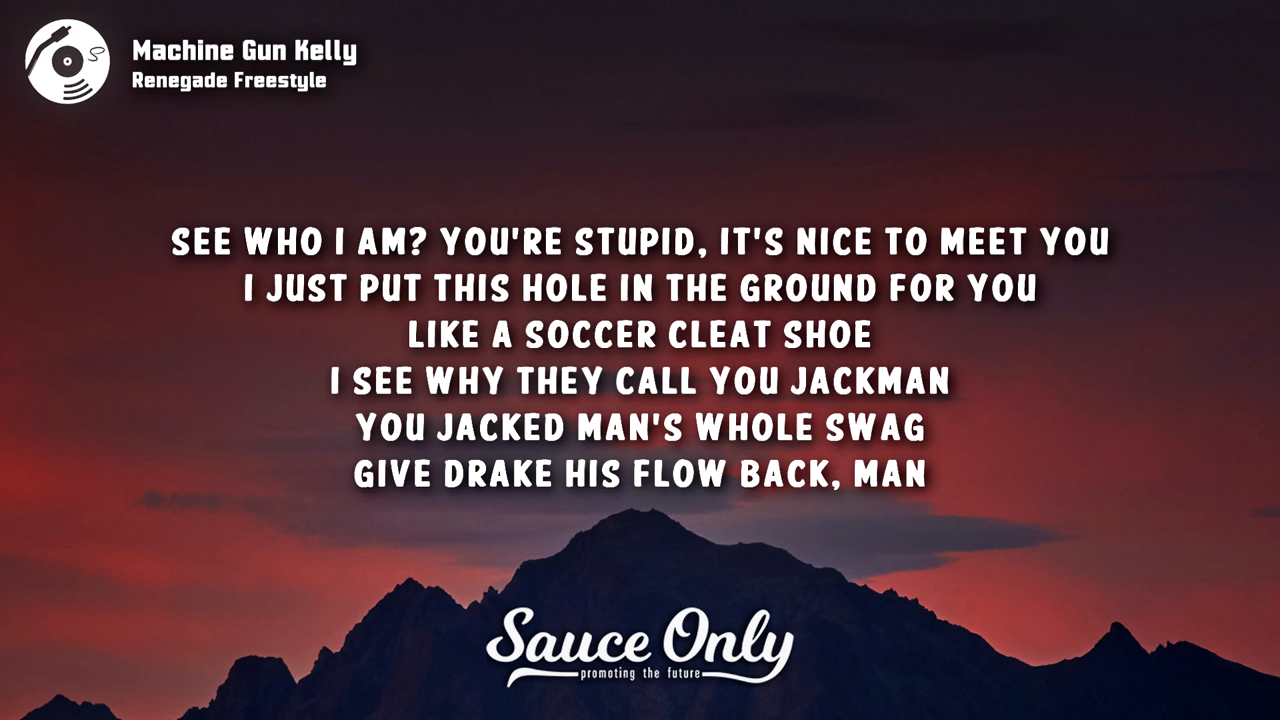 Machine Gun Kelly
Renegade Freestyle
SEE WHO I AM? YOU'RE STUPID, IT'S NICE TO MEET YOU
I JUST PUT THIS HOLE IN THE GROUND FOR YOU
LIKE A SOCCER CLEAT SHOE
I SEE WHY THEY CALL YOU JACKMAN
YOU JACKED MAN'S WHOLE SWAG
GIVE DRAKE HIS FLOW BACK, MAN
Sauce Only
promoting the future